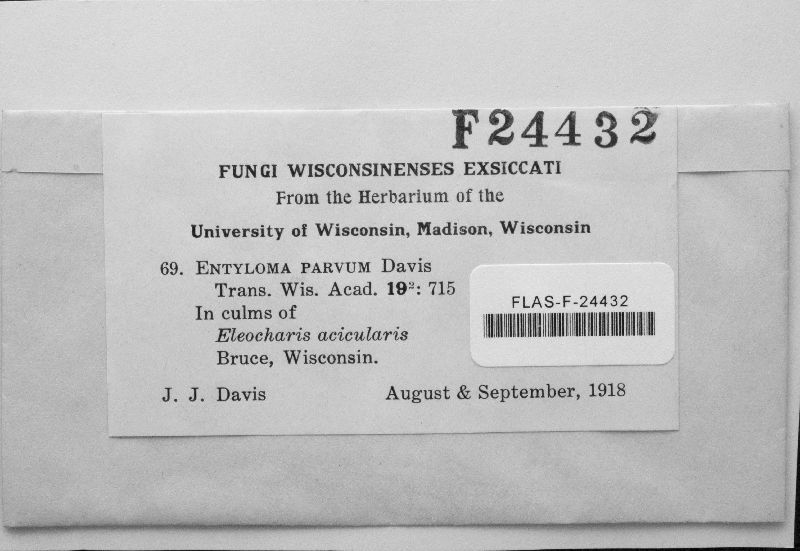 F24432
FUNGI WISCONSINENSES EXSICCATI
From the Herbarium of the
University of Wisconsin, Madison, Wisconsin
69. ENTYLOMA PARVUM Davis
Trans. Wis. Acad. 19²: 715
In culms of
Eleocharis acicularis
Bruce, Wisconsin.
J. J. Davis August & September, 1918
FLAS-F-24432